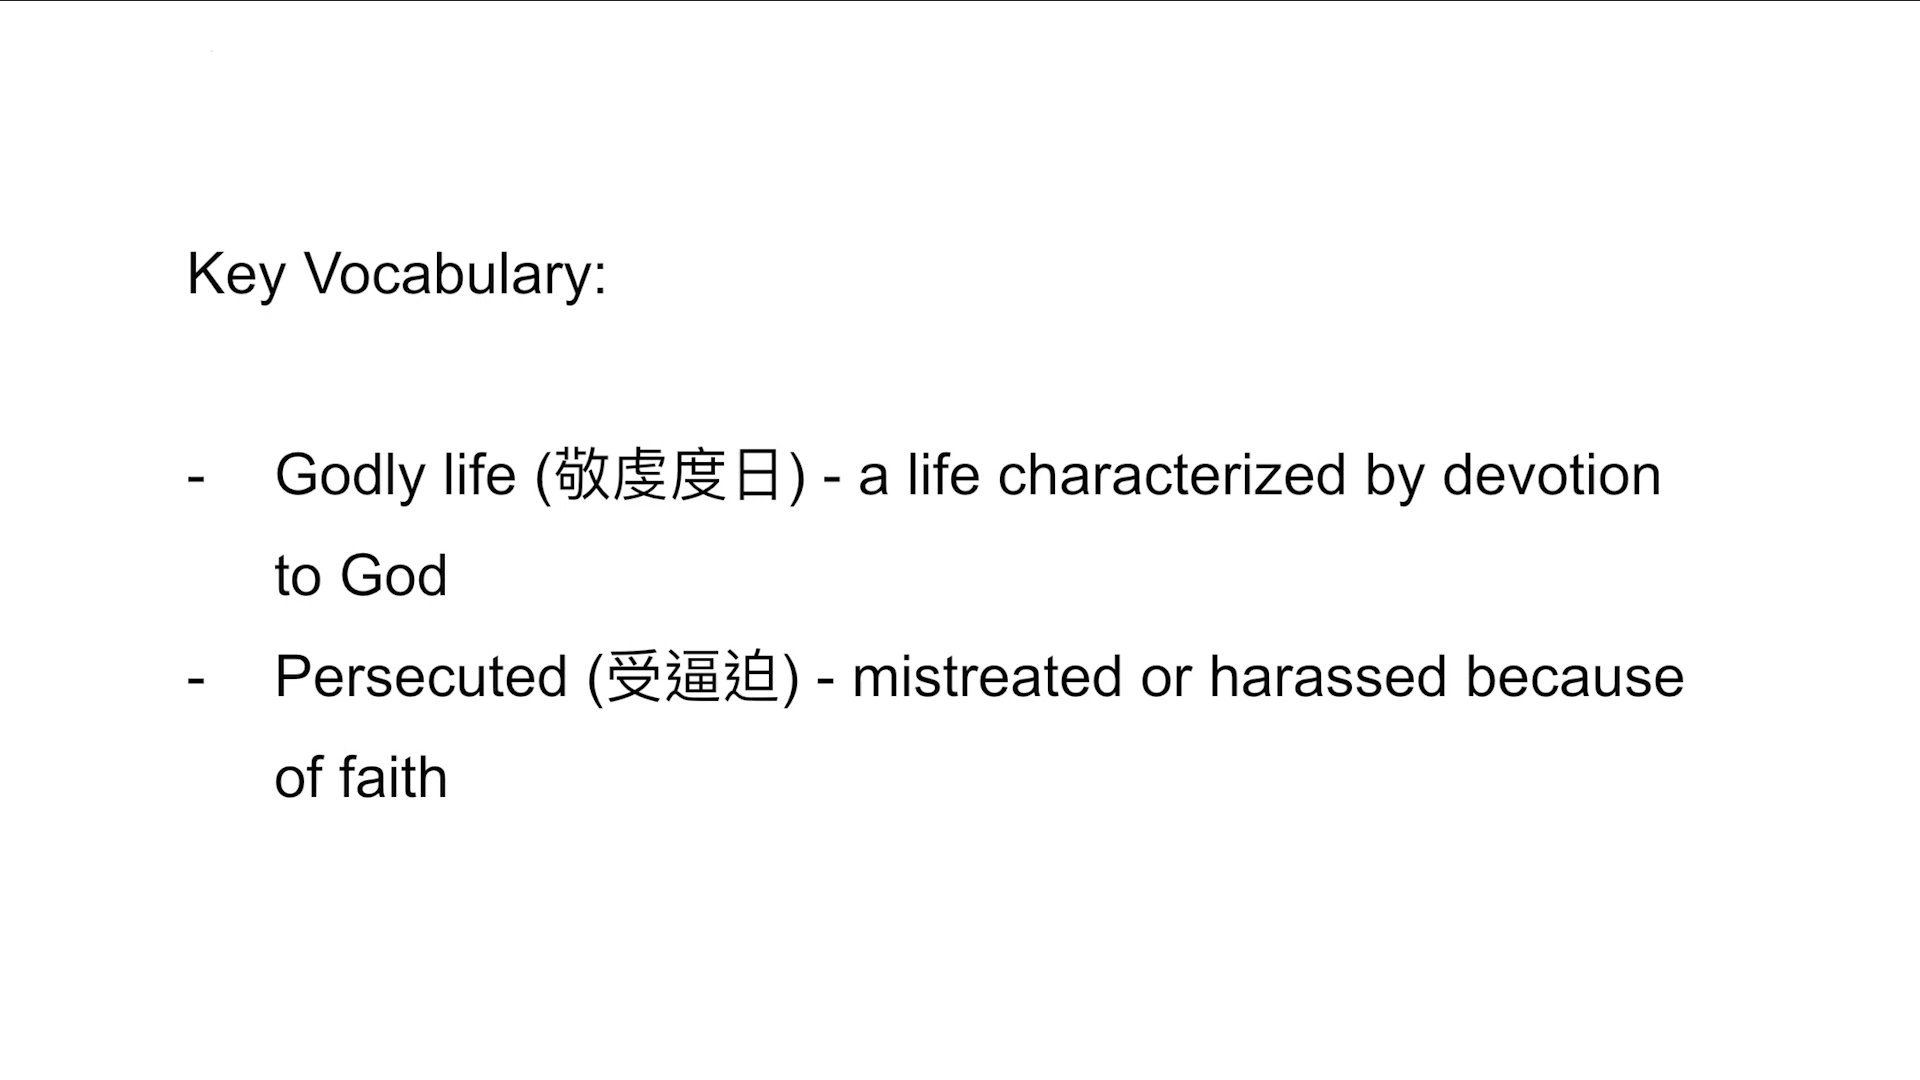 Key Vocabulary:
- Godly life (敬虔度日) - a life characterized by devotion
to God
- Persecuted (受逼迫) - mistreated or harassed because
of faith